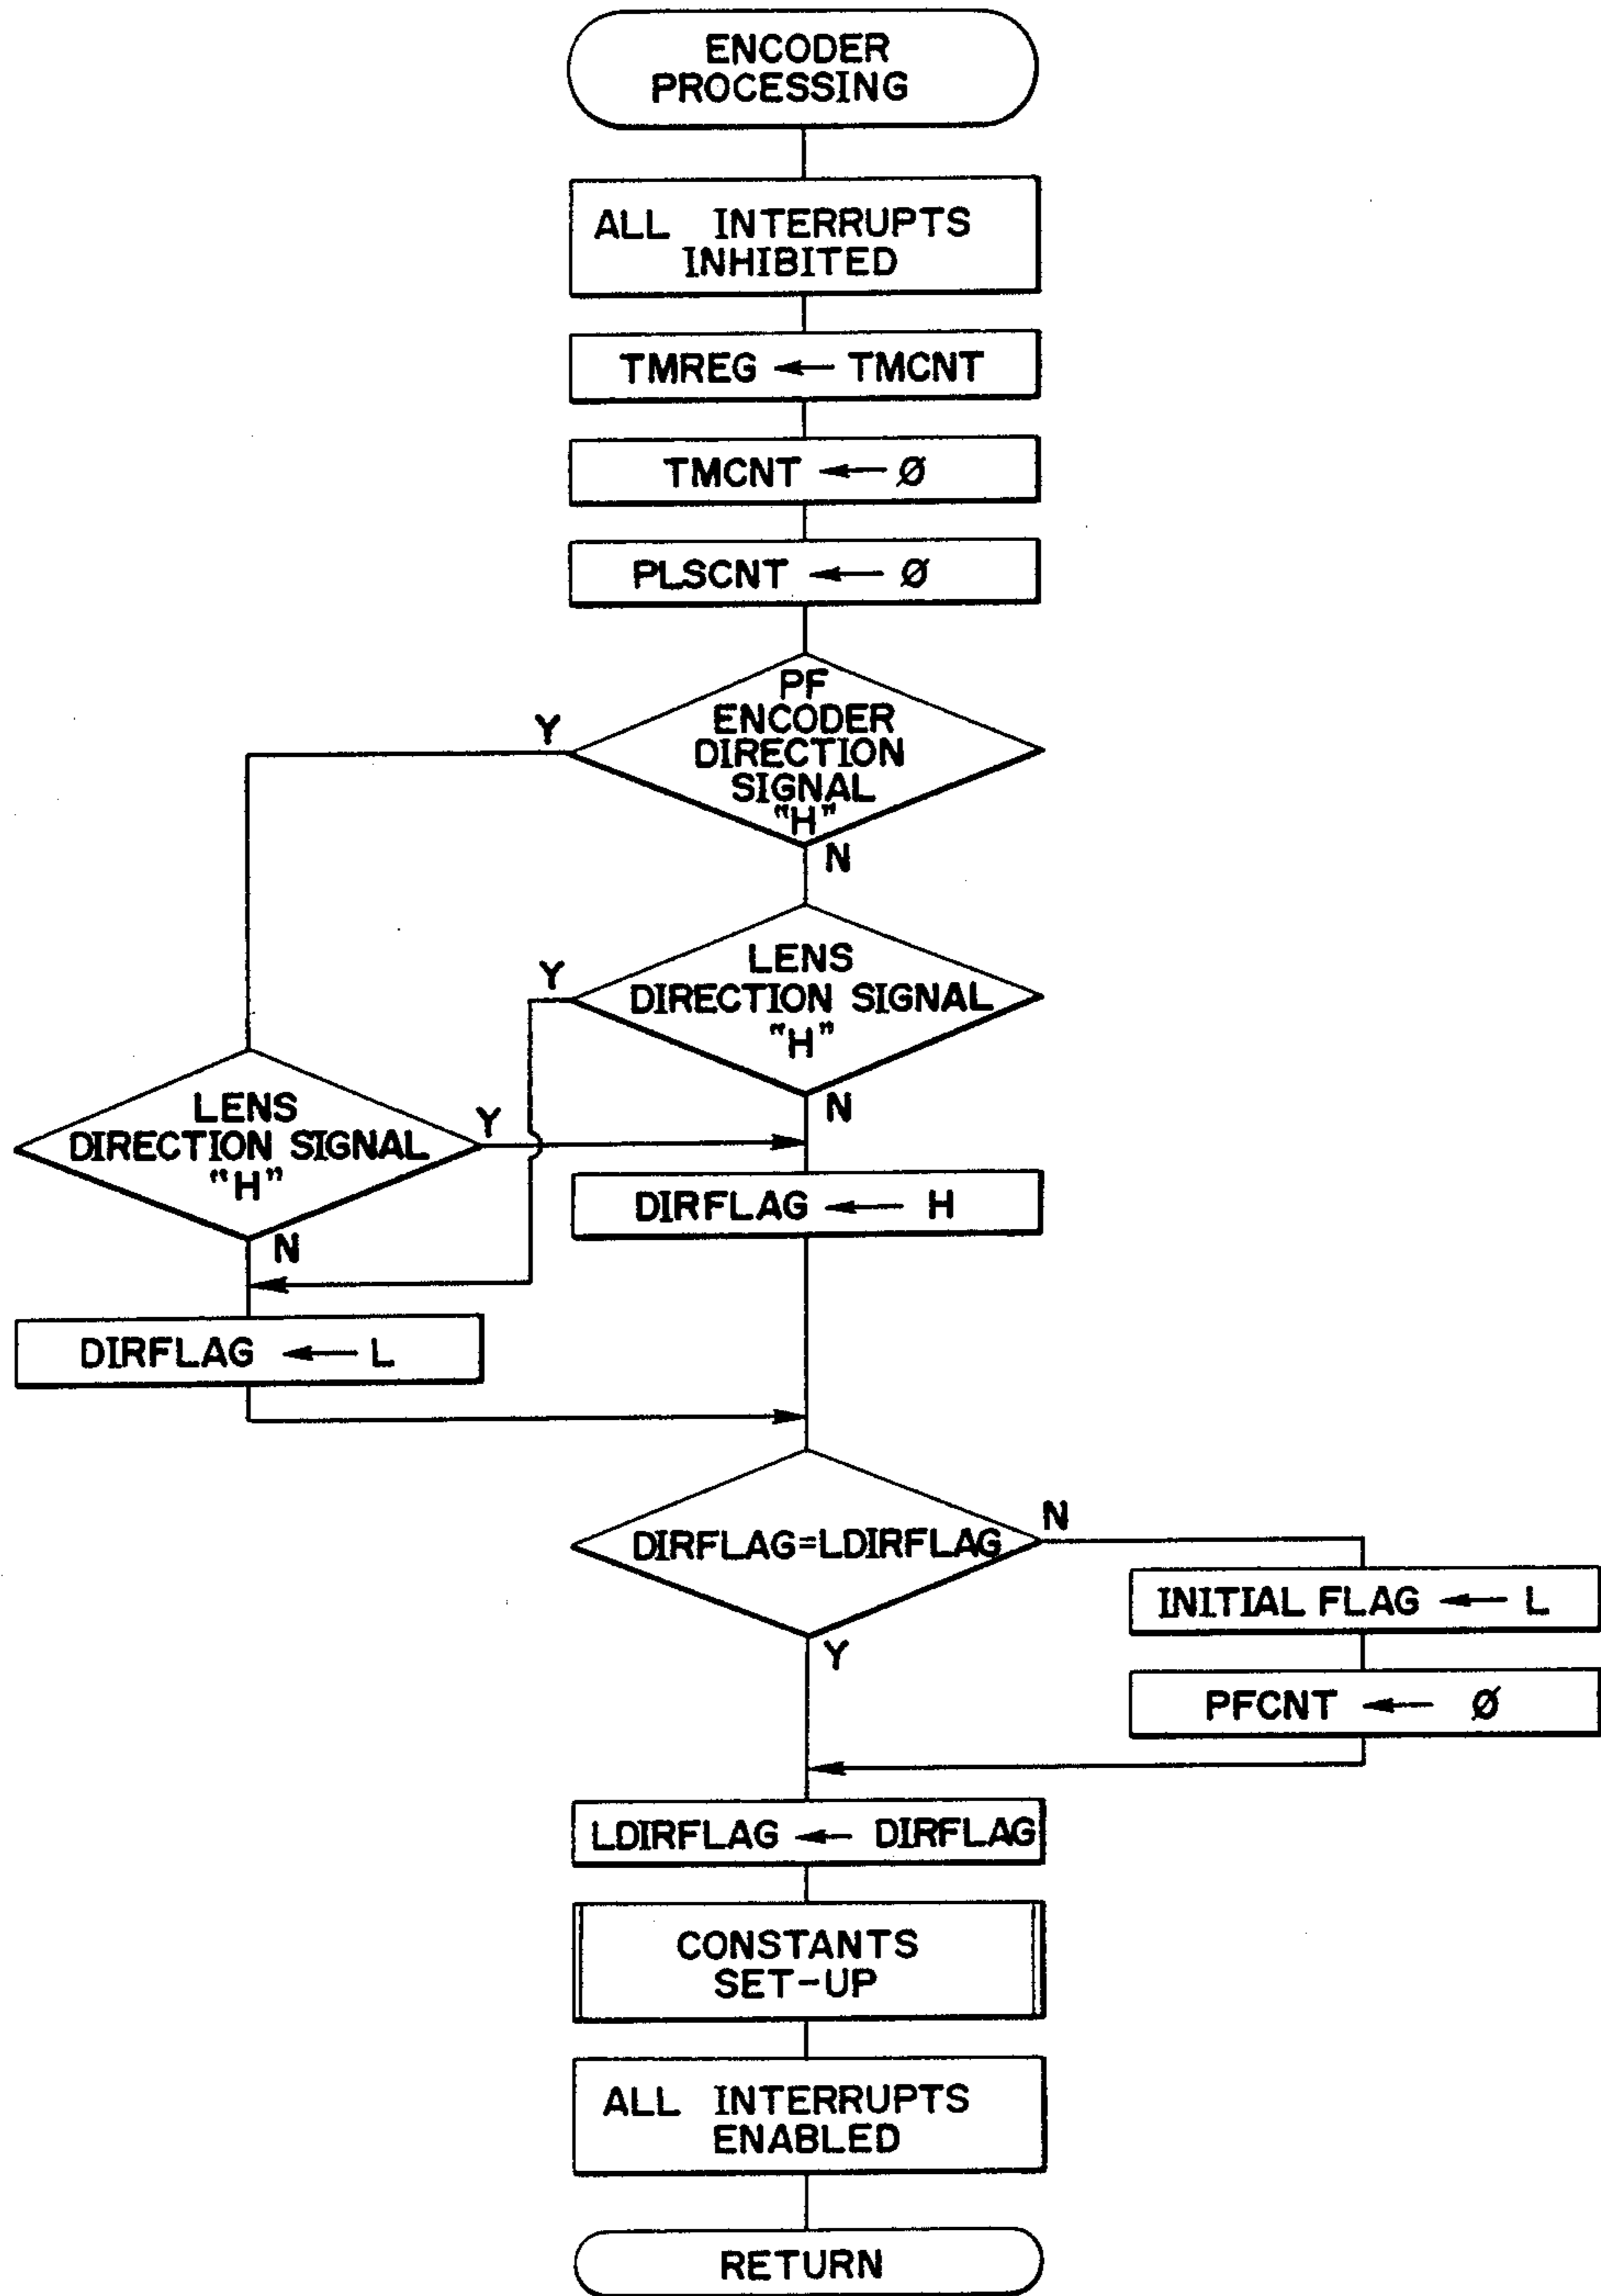 ENCODER
PROCESSING
ALL INTERRUPTS
INHIBITED
TMREG ← TMCNT
TMCNT ← Ø
PLSCNT ← Ø
PF
ENCODER
DIRECTION
SIGNAL
"H"
Y
N
LENS
DIRECTION SIGNAL
"H"
Y
N
LENS
DIRECTION SIGNAL
"H"
Y
N
DIRFLAG ← H
DIRFLAG ← L
DIRFLAG=LDIRFLAG
N
Y
INITIAL FLAG ← L
PFCNT ← Ø
LDIRFLAG ← DIRFLAG
CONSTANTS
SET-UP
ALL INTERRUPTS
ENABLED
RETURN